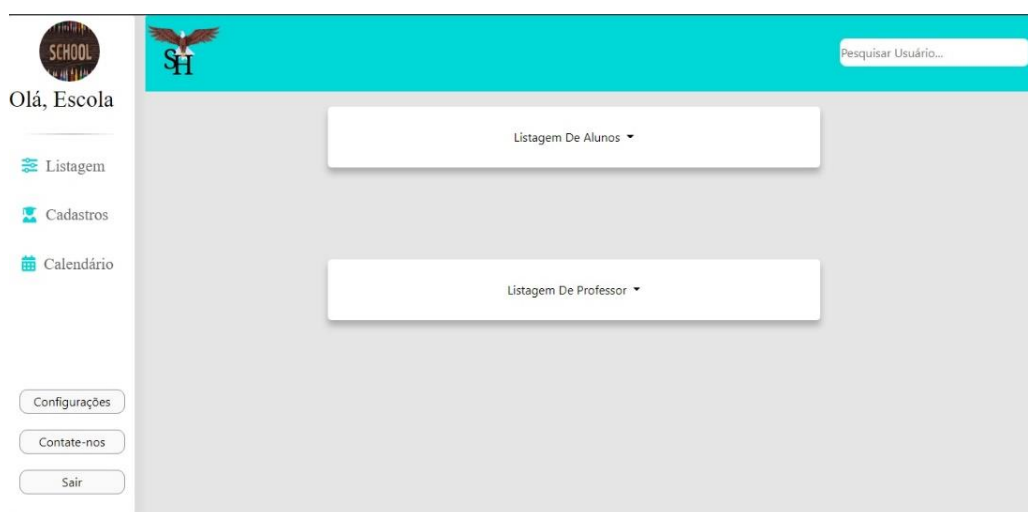 SCHOOL
Olá, Escola
Listagem
Cadastros
Calendário
Configurações
Contate-nos
Sair
SH
Pesquisar Usuário...
Listagem De Alunos
Listagem De Professor